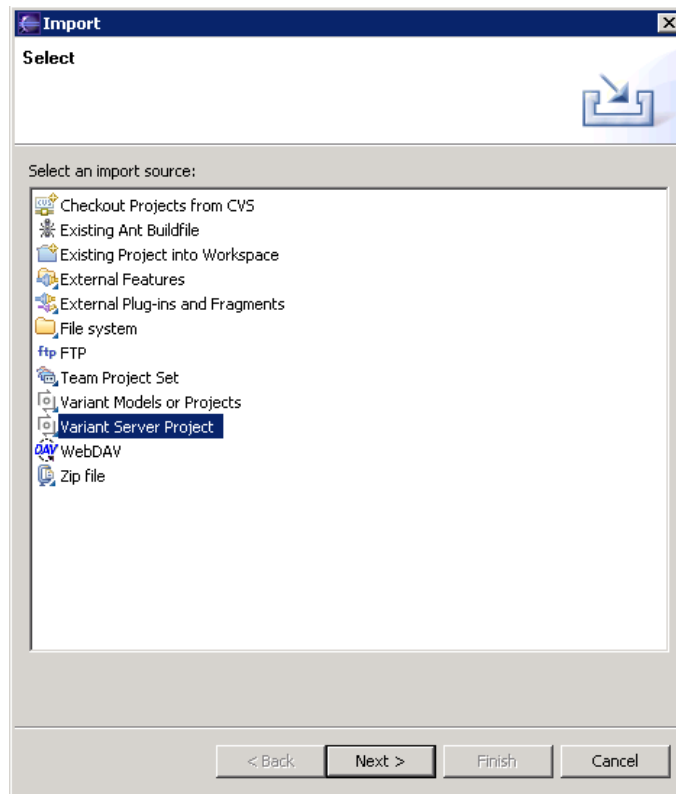 Import
Select
Select an import source:
CVS Checkout Projects from CVS
Existing Ant Buildfile
Existing Project into Workspace
External Features
External Plug-ins and Fragments
File system
ftp FTP
Team Project Set
Variant Models or Projects
Variant Server Project
DAV WebDAV
Zip file
< Back Next > Finish Cancel